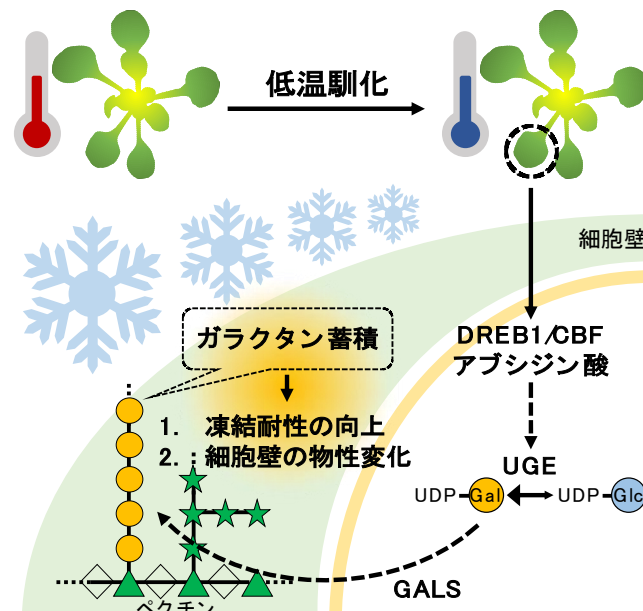 低温馴化
細胞壁
ガラクタン蓄積
DREB1/CBF
アブシジン酸
1. 凍結耐性の向上
2. 細胞壁の物性変化
UGE
UDP Gal UDP Glc
GALS
ペクチン